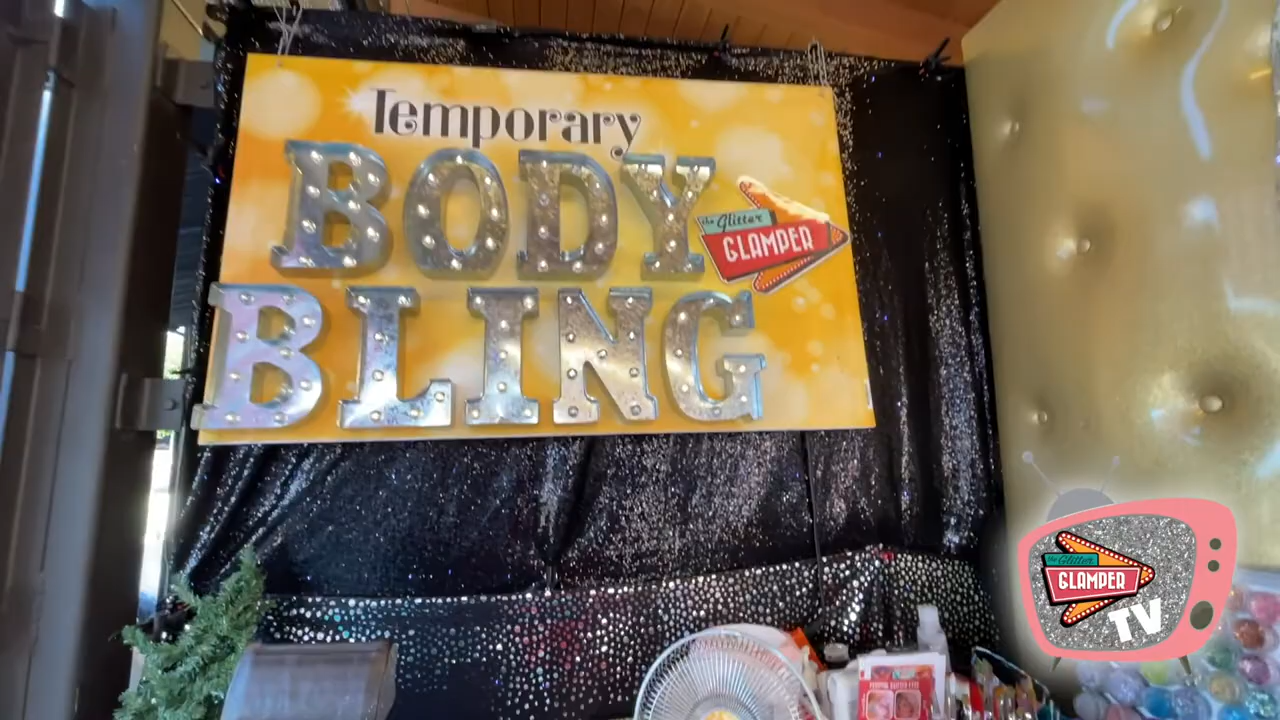 Temporary
BODY
the Glitter
GLAMPER
BLING
the Glitter
GLAMPER
TV